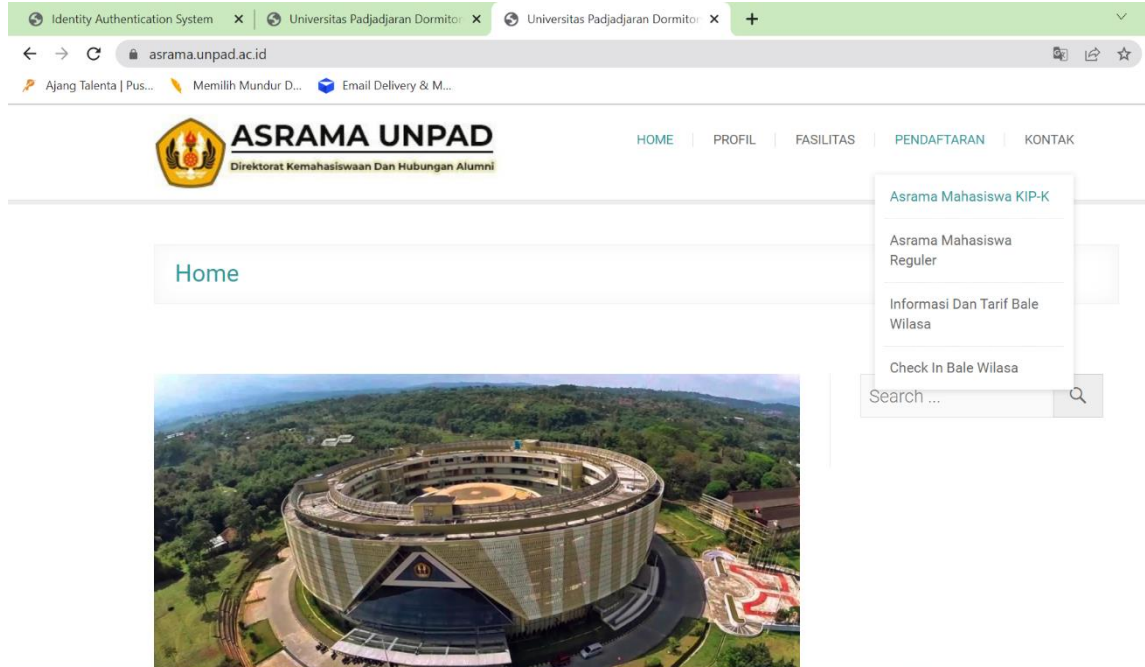 Identity Authentication System
Universitas Padjadjaran Dormitor
Universitas Padjadjaran Dormitor
asrama.unpad.ac.id
Ajang Talenta | Pus...
Memilih Mundur D...
Email Delivery & M...
ASRAMA UNPAD
Direktorat Kemahasiswaan Dan Hubungan Alumni
HOME
PROFIL
FASILITAS
PENDAFTARAN
KONTAK
Asrama Mahasiswa KIP-K
Asrama Mahasiswa
Reguler
Informasi Dan Tarif Bale
Wilasa
Check In Bale Wilasa
Home
Search ...